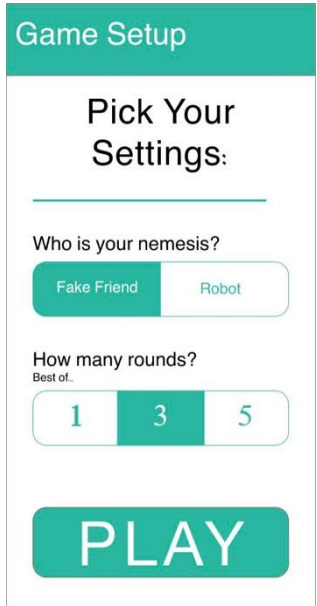 Game Setup
Pick Your
Settings:
Who is your nemesis?
Fake Friend Robot
How many rounds?
Best of..
1 3 5
PLAY